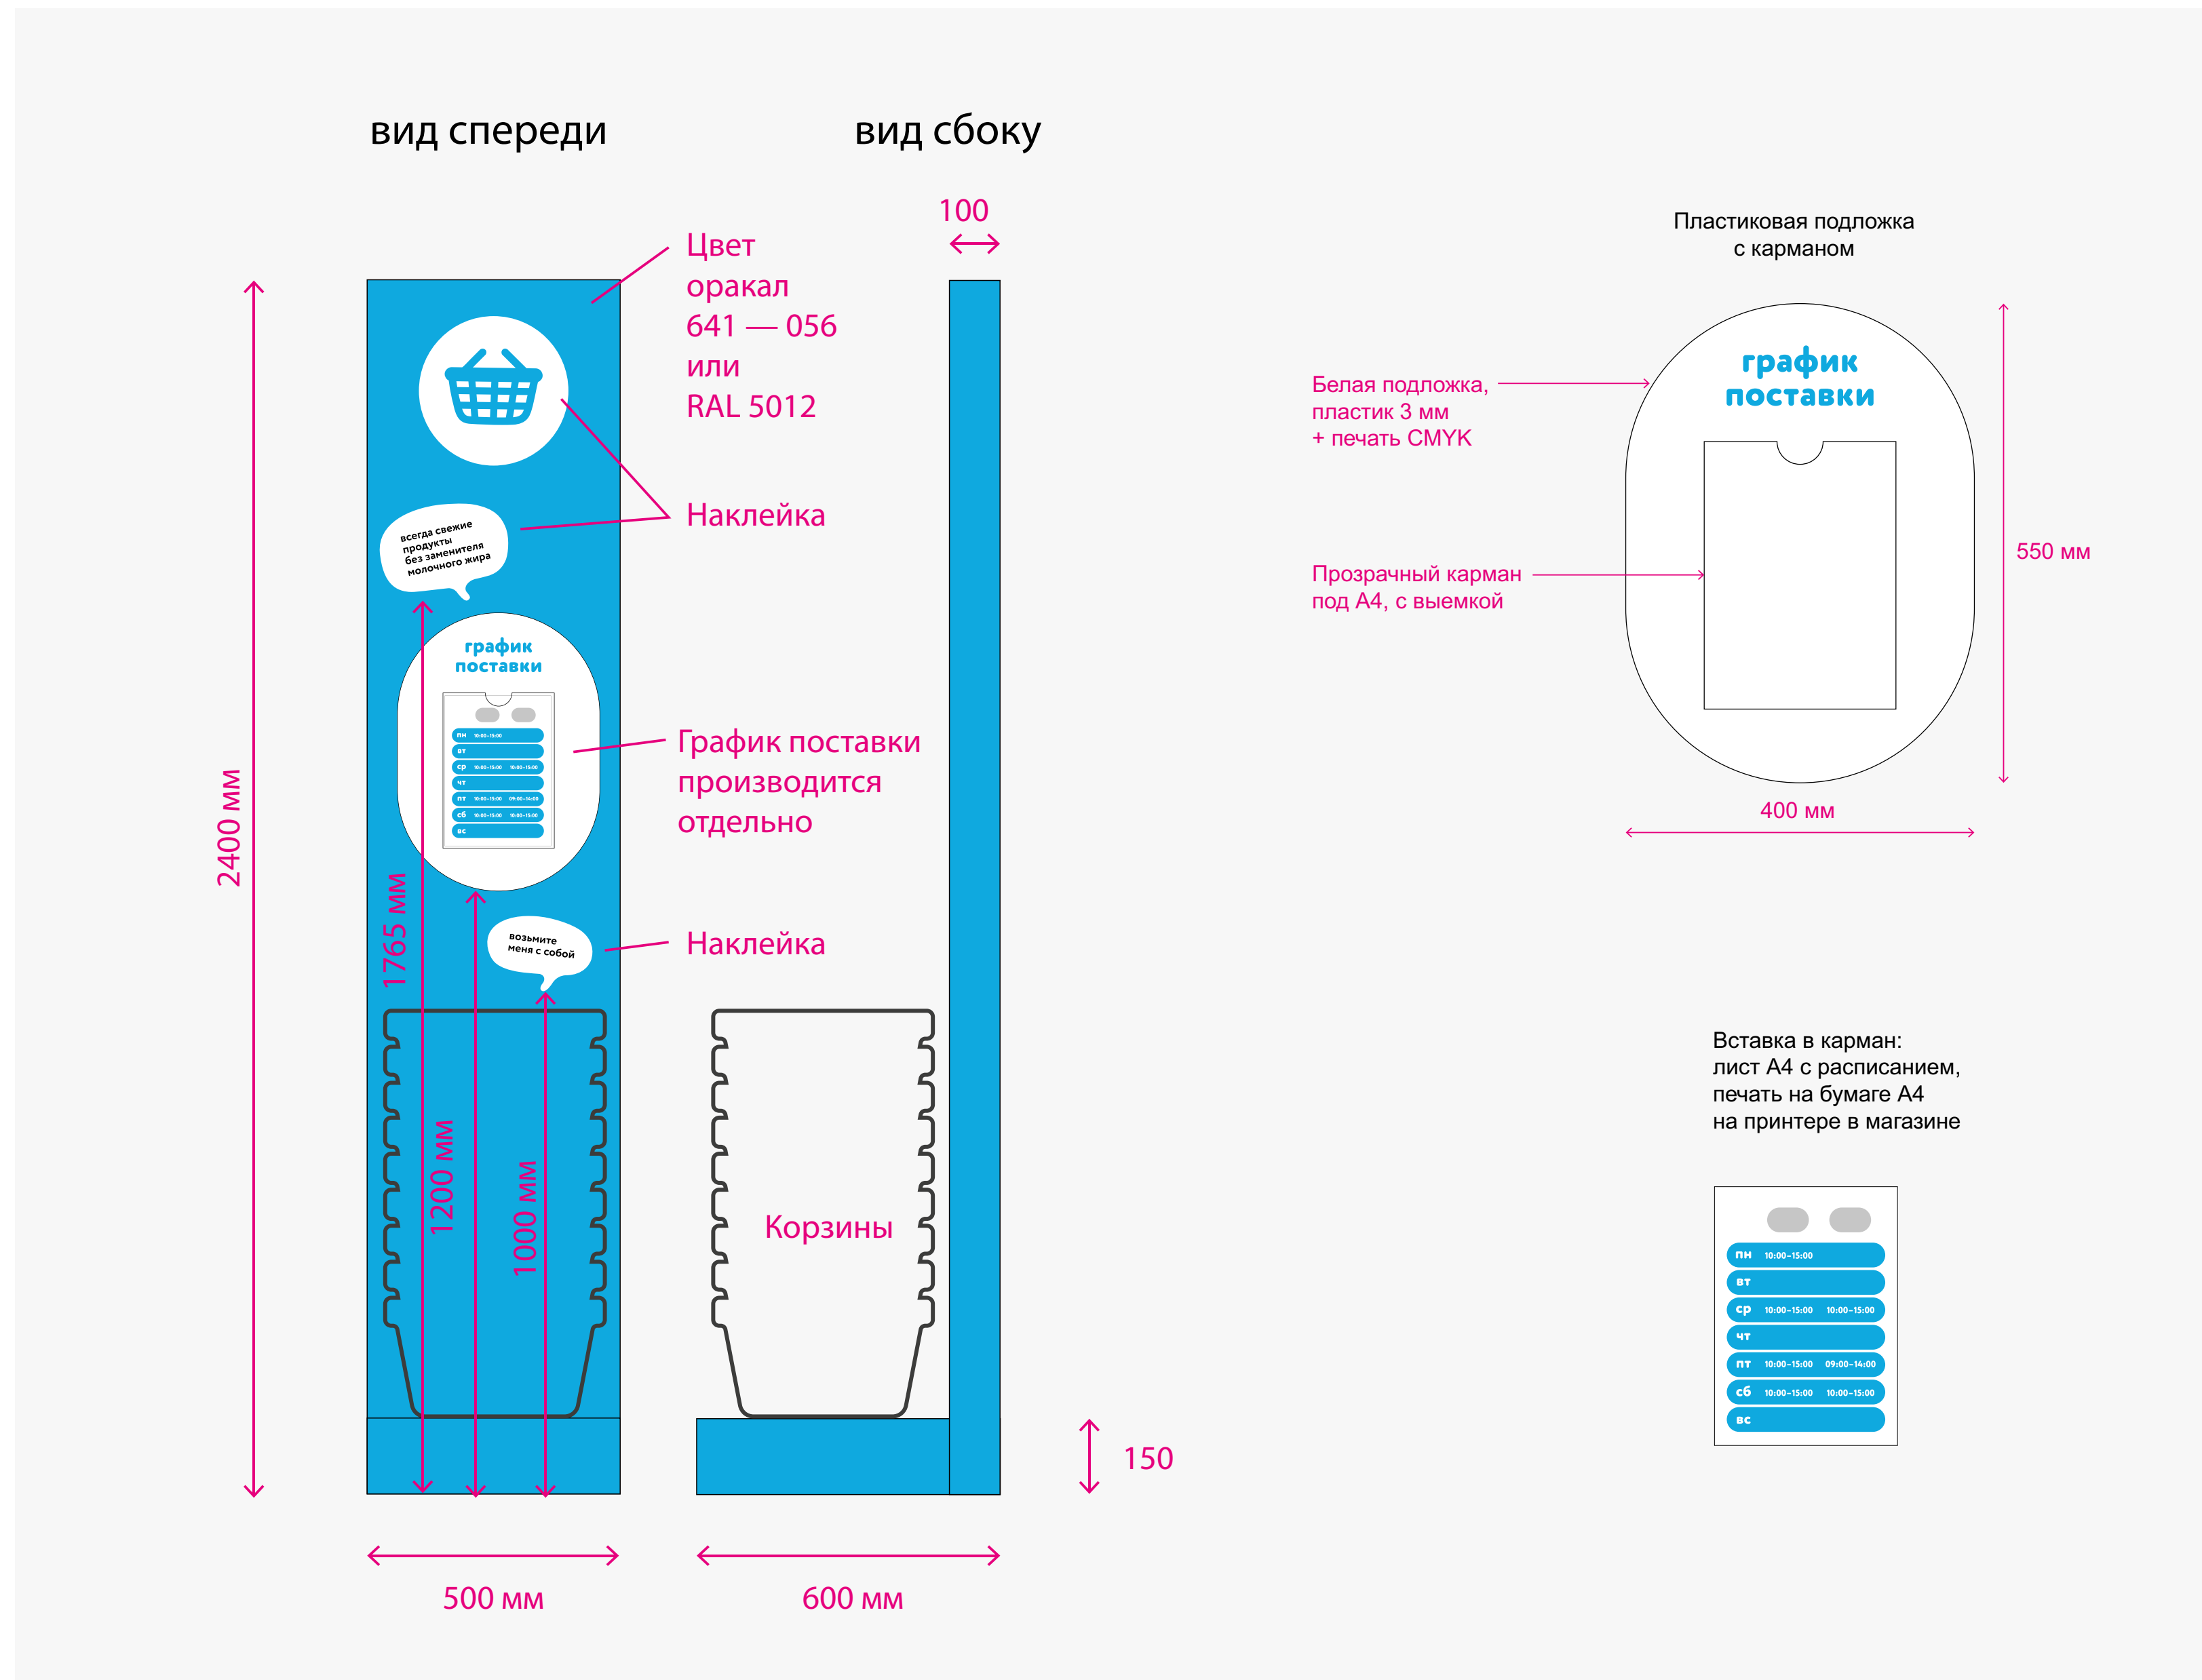 вид спереди
вид сбоку
100
Цвет
оракал
641 — 056
или
RAL 5012
Наклейка
всегда свежие
продукты
без заменителя
молочного жира
график
поставки
пн 10:00–15:00
вт
ср 10:00–15:00 10:00–15:00
чт
пт 10:00–15:00 09:00–14:00
сб 10:00–15:00 10:00–15:00
вс
График поставки
производится
отдельно
возьмите
меня с собой
Наклейка
2400 мм
1765 мм
1200 мм
1000 мм
Корзины
150
500 мм
600 мм
Пластиковая подложка
с карманом
график
поставки
Белая подложка,
пластик 3 мм
+ печать CMYK
Прозрачный карман
под А4, с выемкой
550 мм
400 мм
Вставка в карман:
лист А4 с расписанием,
печать на бумаге А4
на принтере в магазине
пн 10:00–15:00
вт
ср 10:00–15:00 10:00–15:00
чт
пт 10:00–15:00 09:00–14:00
сб 10:00–15:00 10:00–15:00
вс